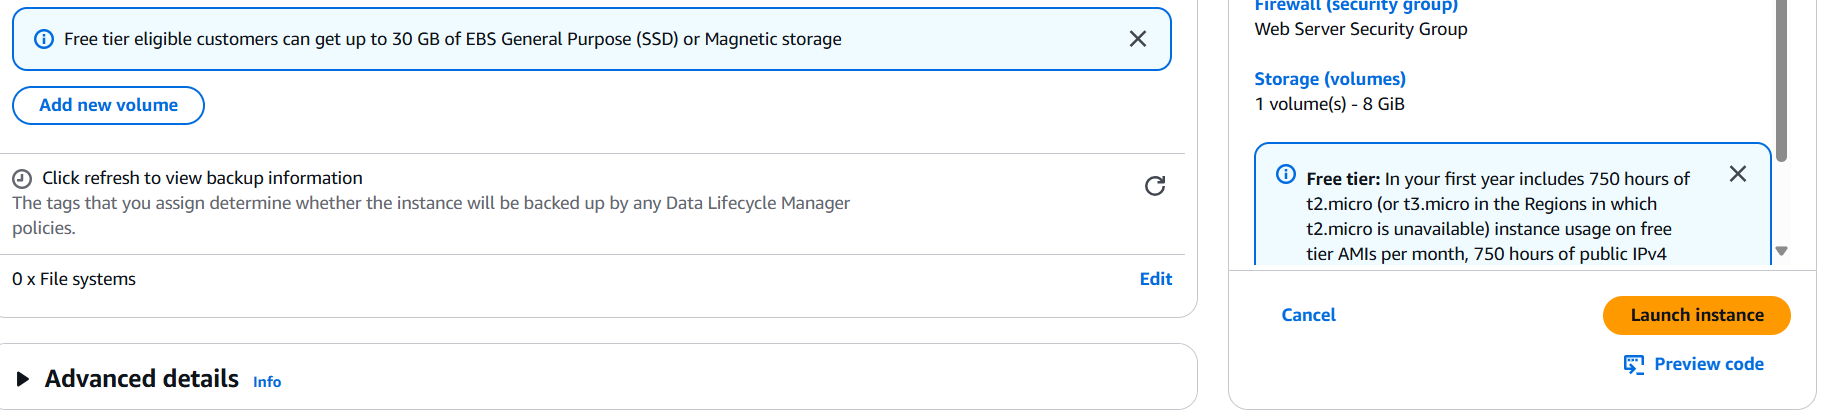 Free tier eligible customers can get up to 30 GB of EBS General Purpose (SSD) or Magnetic storage
Add new volume
Click refresh to view backup information
The tags that you assign determine whether the instance will be backed up by any Data Lifecycle Manager
policies.
0 x File systems
Edit
Advanced details Info
Firewall (security group)
Web Server Security Group
Storage (volumes)
1 volume(s) - 8 GiB
Free tier: In your first year includes 750 hours of
t2.micro (or t3.micro in the Regions in which
t2.micro is unavailable) instance usage on free
tier AMIs per month, 750 hours of public IPv4
Cancel
Launch instance
Preview code